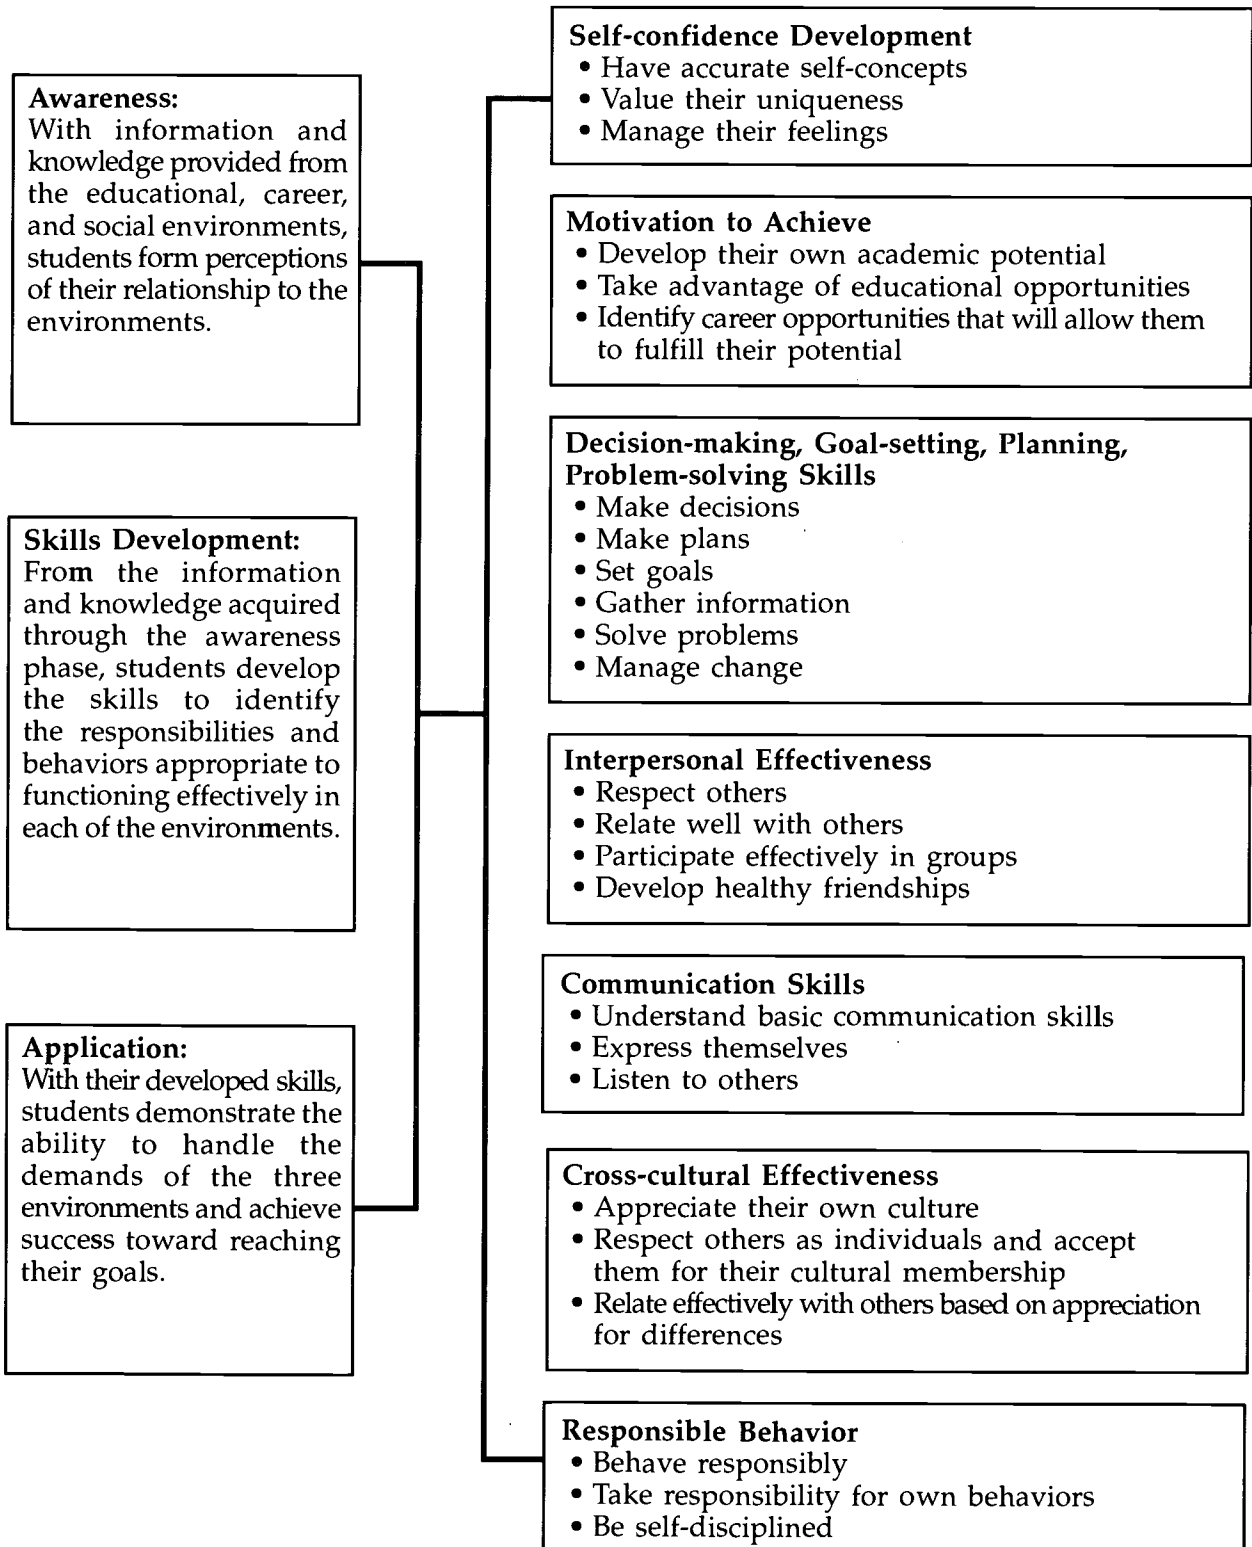 Awareness:
With information and
knowledge provided from
the educational, career,
and social environments,
students form perceptions
of their relationship to the
environments.
Skills Development:
From the information
and knowledge acquired
through the awareness
phase, students develop
the skills to identify
the responsibilities and
behaviors appropriate to
functioning effectively in
each of the environments.
Application:
With their developed skills,
students demonstrate the
ability to handle the
demands of the three
environments and achieve
success toward reaching
their goals.
Self-confidence Development
• Have accurate self-concepts
• Value their uniqueness
• Manage their feelings
Motivation to Achieve
• Develop their own academic potential
• Take advantage of educational opportunities
• Identify career opportunities that will allow them
to fulfill their potential
Decision-making, Goal-setting, Planning,
Problem-solving Skills
• Make decisions
• Make plans
• Set goals
• Gather information
• Solve problems
• Manage change
Interpersonal Effectiveness
• Respect others
• Relate well with others
• Participate effectively in groups
• Develop healthy friendships
Communication Skills
• Understand basic communication skills
• Express themselves
• Listen to others
Cross-cultural Effectiveness
• Appreciate their own culture
• Respect others as individuals and accept
them for their cultural membership
• Relate effectively with others based on appreciation
for differences
Responsible Behavior
• Behave responsibly
• Take responsibility for own behaviors
• Be self-disciplined